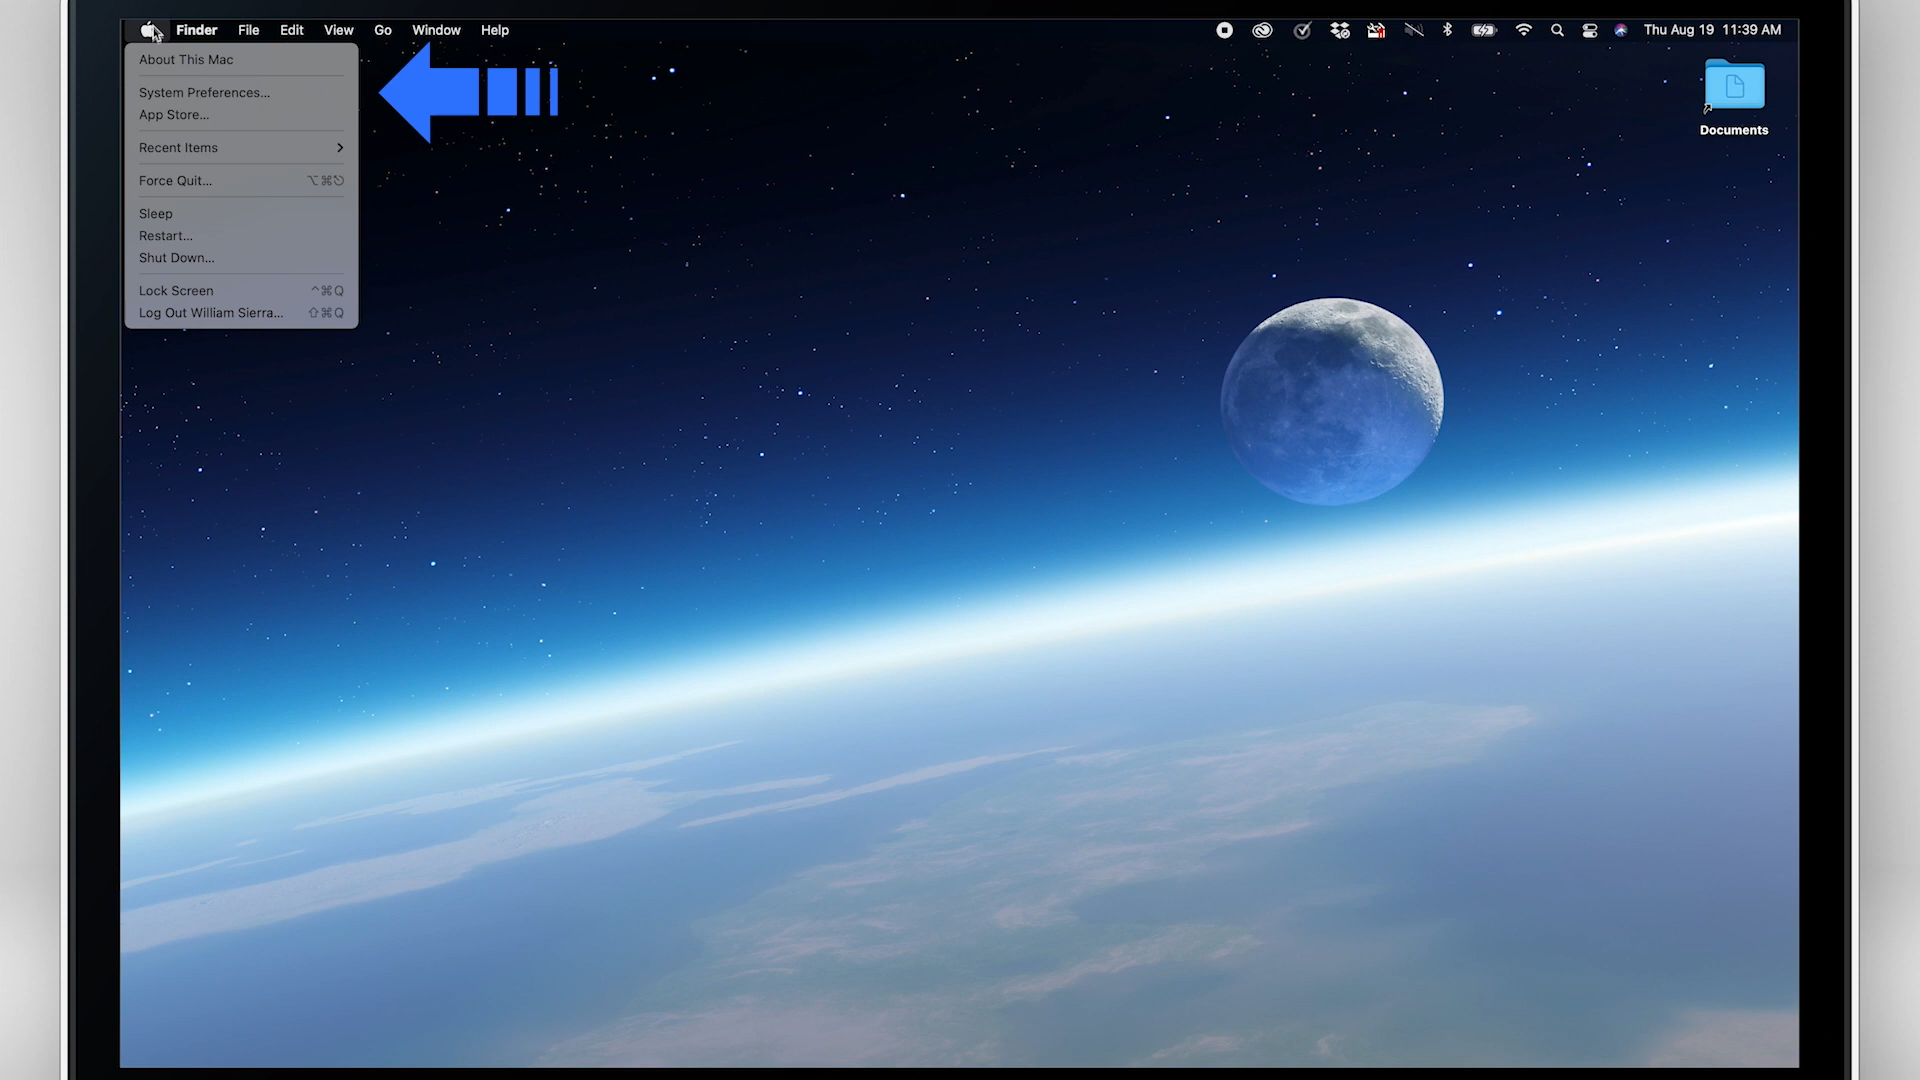 Finder File Edit View Go Window Help Thu Aug 19 11:39 AM
About This Mac
System Preferences...
App Store...
Recent Items
Force Quit... ⌥⌘⎋
Sleep
Restart...
Shut Down...
Lock Screen ^⌘Q
Log Out William Sierra... ⇧⌘Q
Documents